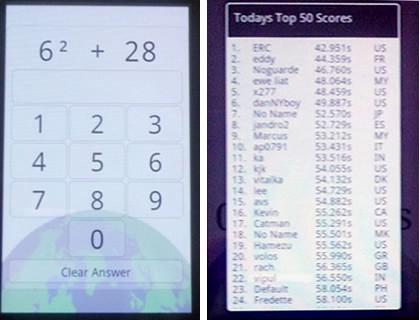 6² + 28
1 2 3
4 5 6
7 8 9
0
Clear Answer
Todays Top 50 Scores
1. ERC 42.951s US
2. eddy 44.359s FR
3. Noguarde 46.760s US
4. ewe liat 48.064s MY
5. x277 48.459s US
6. danNYboy 49.887s US
7. No Name 52.570s JP
8. jandro2 52.729s ES
9. Marcus 53.212s MY
10. ap0791 53.431s IT
11. ka 53.516s IN
12. kjk 54.055s US
13. vitalka 54.132s DK
14. lee 54.729s US
15. avs 54.882s US
16. Kevin 55.262s CA
17. Catman 55.291s US
18. No Name 55.501s MK
19. Hamezu 55.562s US
20. volos 55.990s GR
21. rach 56.365s GB
22. vipul 56.550s IN
23. Default 58.054s PH
24. Fredette 58.100s US